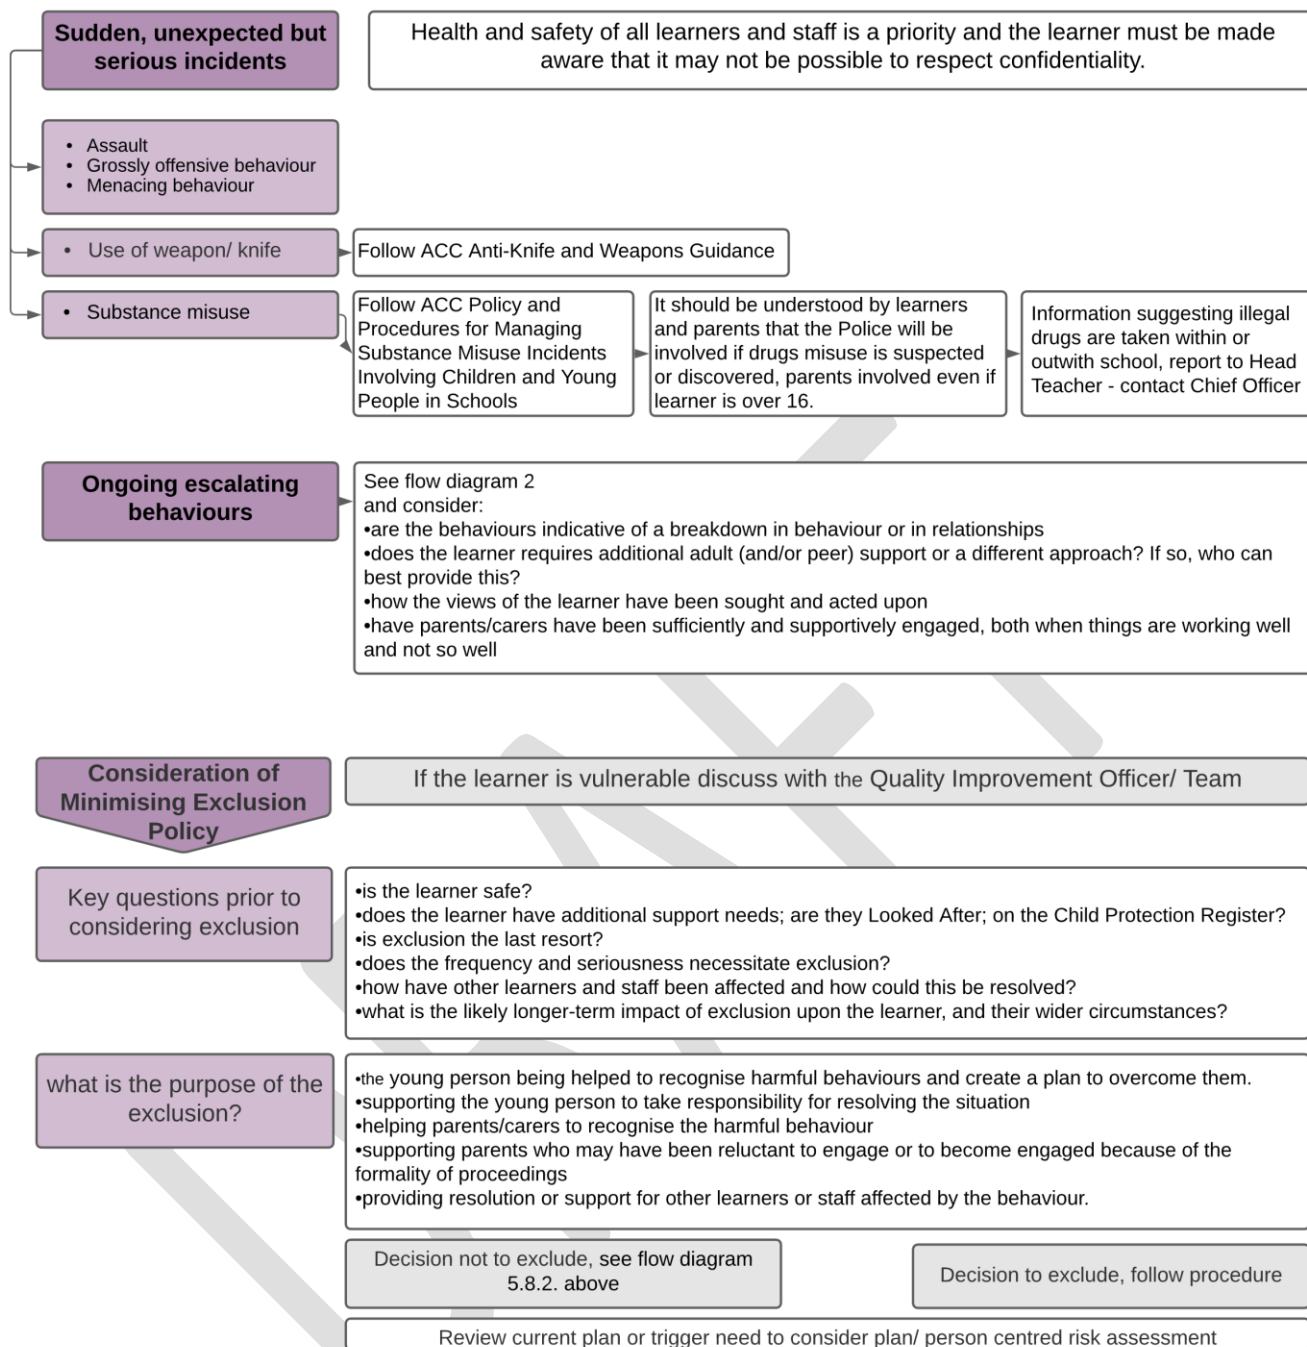 Sudden, unexpected but
serious incidents
Health and safety of all learners and staff is a priority and the learner must be made
aware that it may not be possible to respect confidentiality.
• Assault
• Grossly offensive behaviour
• Menacing behaviour
• Use of weapon/ knife
Follow ACC Anti-Knife and Weapons Guidance
• Substance misuse
Follow ACC Policy and
Procedures for Managing
Substance Misuse Incidents
Involving Children and Young
People in Schools
It should be understood by learners
and parents that the Police will be
involved if drugs misuse is suspected
or discovered, parents involved even if
learner is over 16.
Information suggesting illegal
drugs are taken within or
outwith school, report to Head
Teacher - contact Chief Officer
Ongoing escalating
behaviours
See flow diagram 2
and consider:
•are the behaviours indicative of a breakdown in behaviour or in relationships
•does the learner requires additional adult (and/or peer) support or a different approach? If so, who can
best provide this?
•how the views of the learner have been sought and acted upon
•have parents/carers have been sufficiently and supportively engaged, both when things are working well
and not so well
Consideration of
Minimising Exclusion
Policy
If the learner is vulnerable discuss with the Quality Improvement Officer/ Team
Key questions prior to
considering exclusion
•is the learner safe?
•does the learner have additional support needs; are they Looked After; on the Child Protection Register?
•is exclusion the last resort?
•does the frequency and seriousness necessitate exclusion?
•how have other learners and staff been affected and how could this be resolved?
•what is the likely longer-term impact of exclusion upon the learner, and their wider circumstances?
what is the purpose of the
exclusion?
•the young person being helped to recognise harmful behaviours and create a plan to overcome them.
•supporting the young person to take responsibility for resolving the situation
•helping parents/carers to recognise the harmful behaviour
•supporting parents who may have been reluctant to engage or to become engaged because of the
formality of proceedings
•providing resolution or support for other learners or staff affected by the behaviour.
Decision not to exclude, see flow diagram
5.8.2. above
Decision to exclude, follow procedure
Review current plan or trigger need to consider plan/ person centred risk assessment